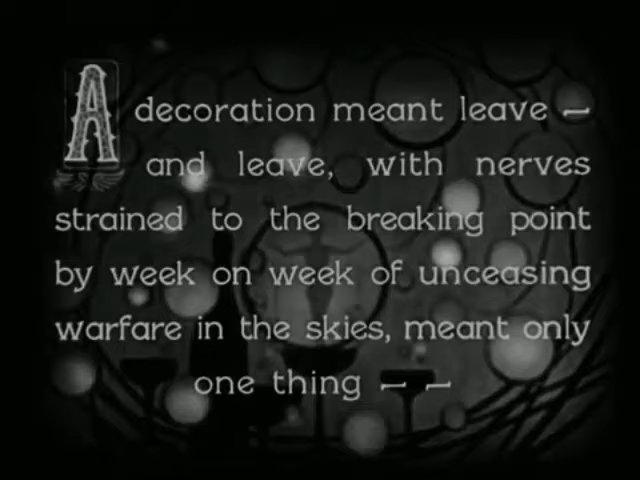 A decoration meant leave —
and leave, with nerves
strained to the breaking point
by week on week of unceasing
warfare in the skies, meant only
one thing — —